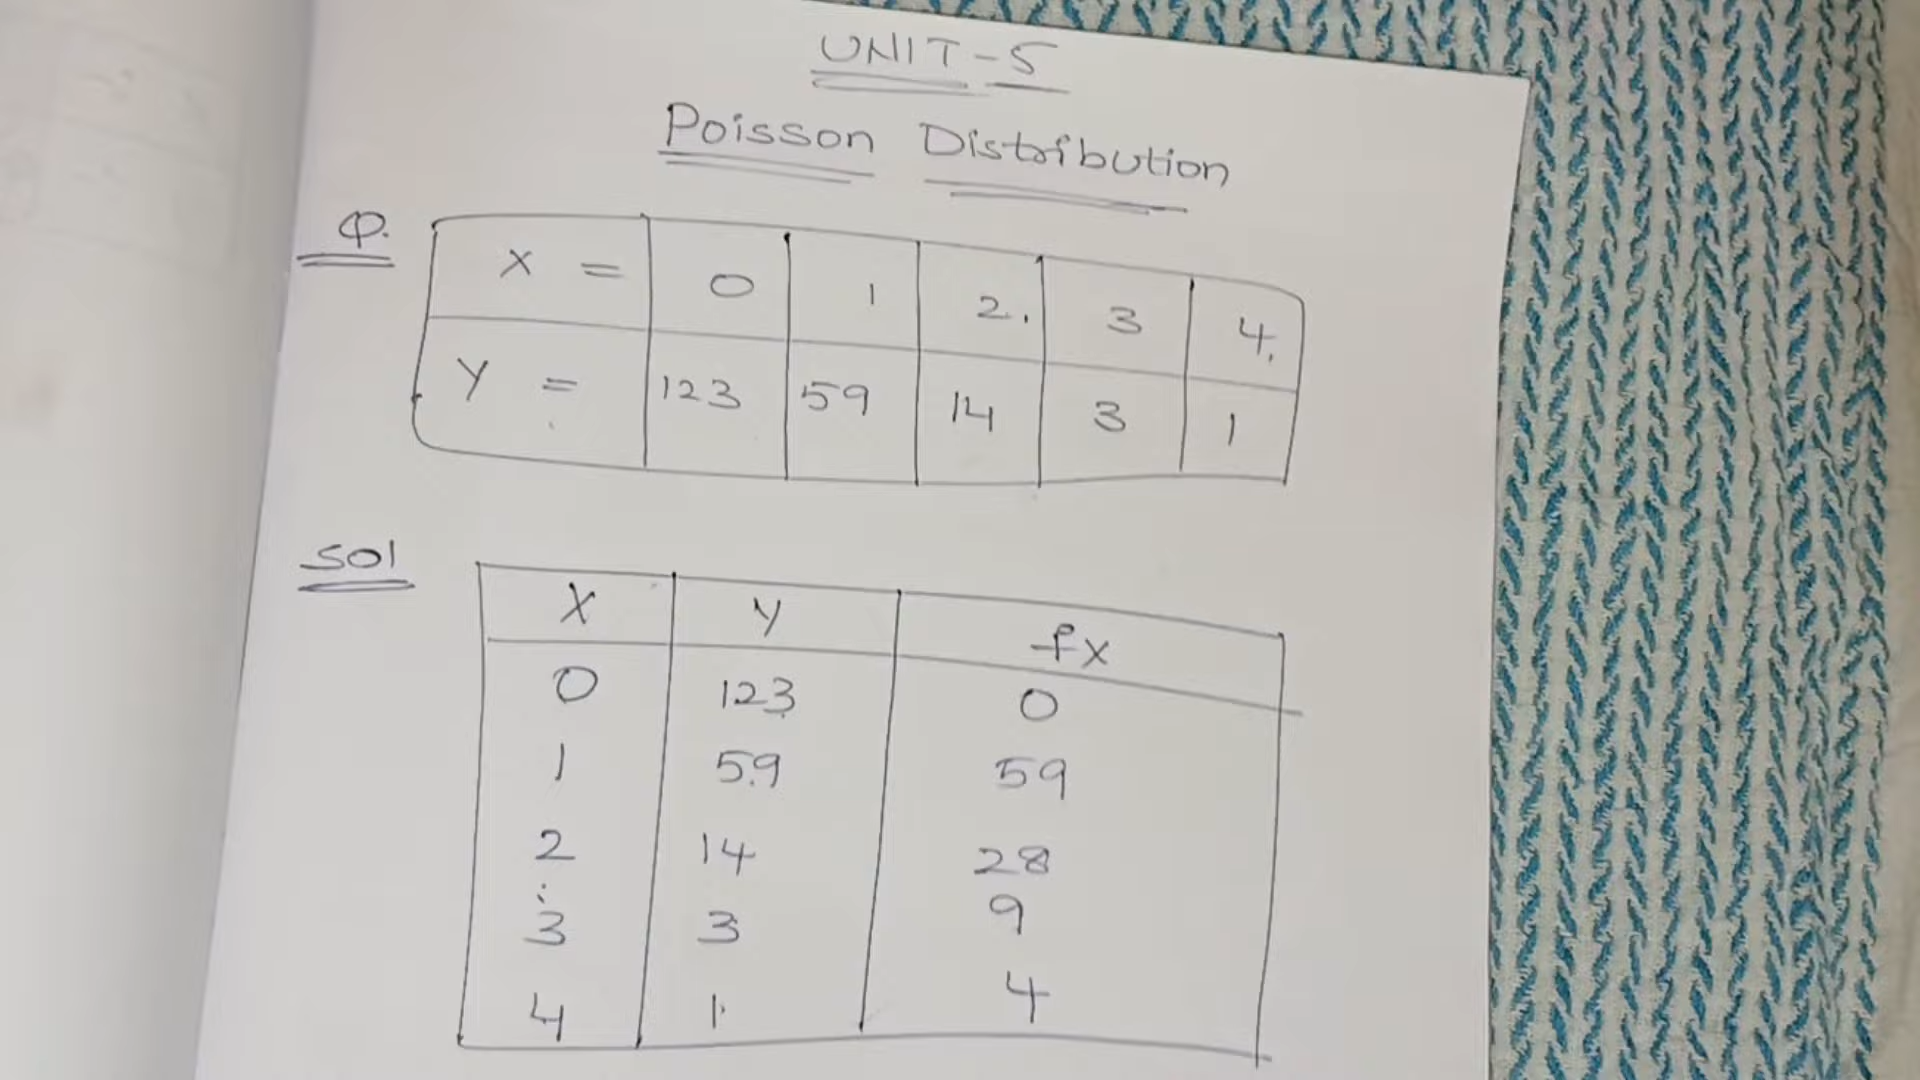 UNIT-5
Poisson Distribution
Q.
X = 0 1 2. 3 4.
Y = 123 59 14 3 1
Sol
X Y fx
0 123 0
1 59 59
2 14 28
3 3 9
4 1 4